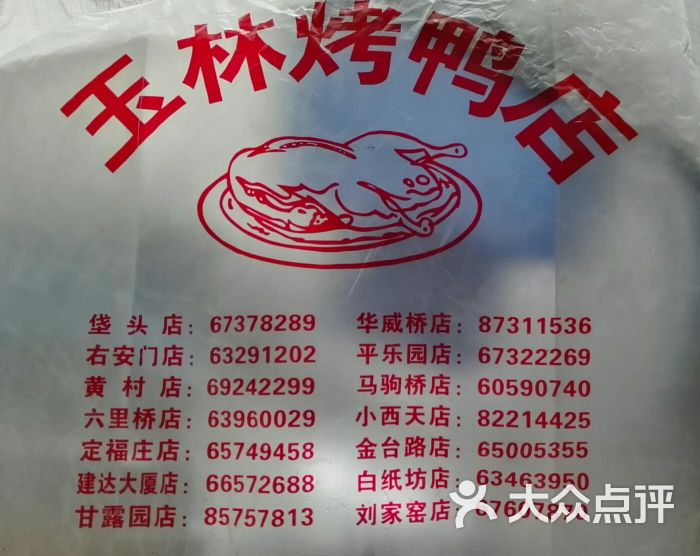 玉林烤鸭店
垡头店：67378289 华威桥店：87311536
右安门店：63291202 平乐园店：67322269
黄村店：69242299 马驹桥店：60590740
六里桥店：63960029 小西天店：82214425
定福庄店：65749458 金台路店：65005355
建达大厦店：66572688 白纸坊店：63463950
甘露园店：85757813 刘家窑店：
大众点评